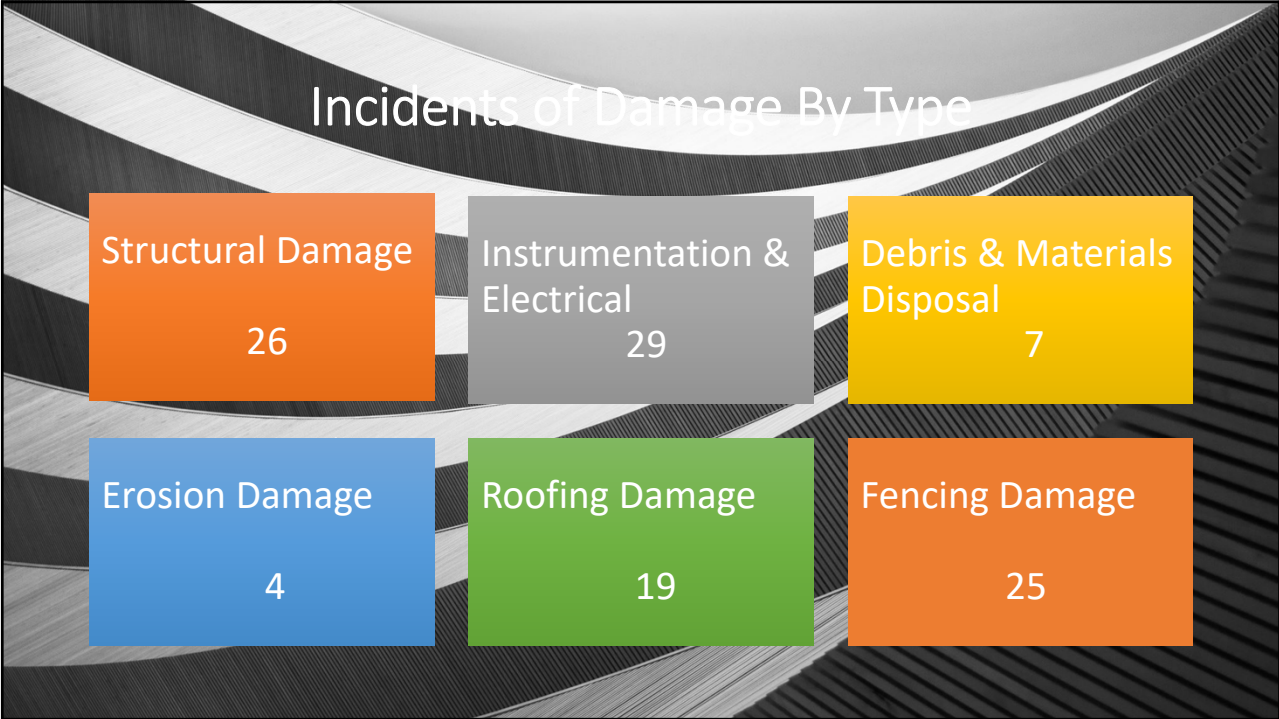 Incidents of Damage By Type
Structural Damage
26
Instrumentation &
Electrical
29
Debris & Materials
Disposal
7
Erosion Damage
4
Roofing Damage
19
Fencing Damage
25